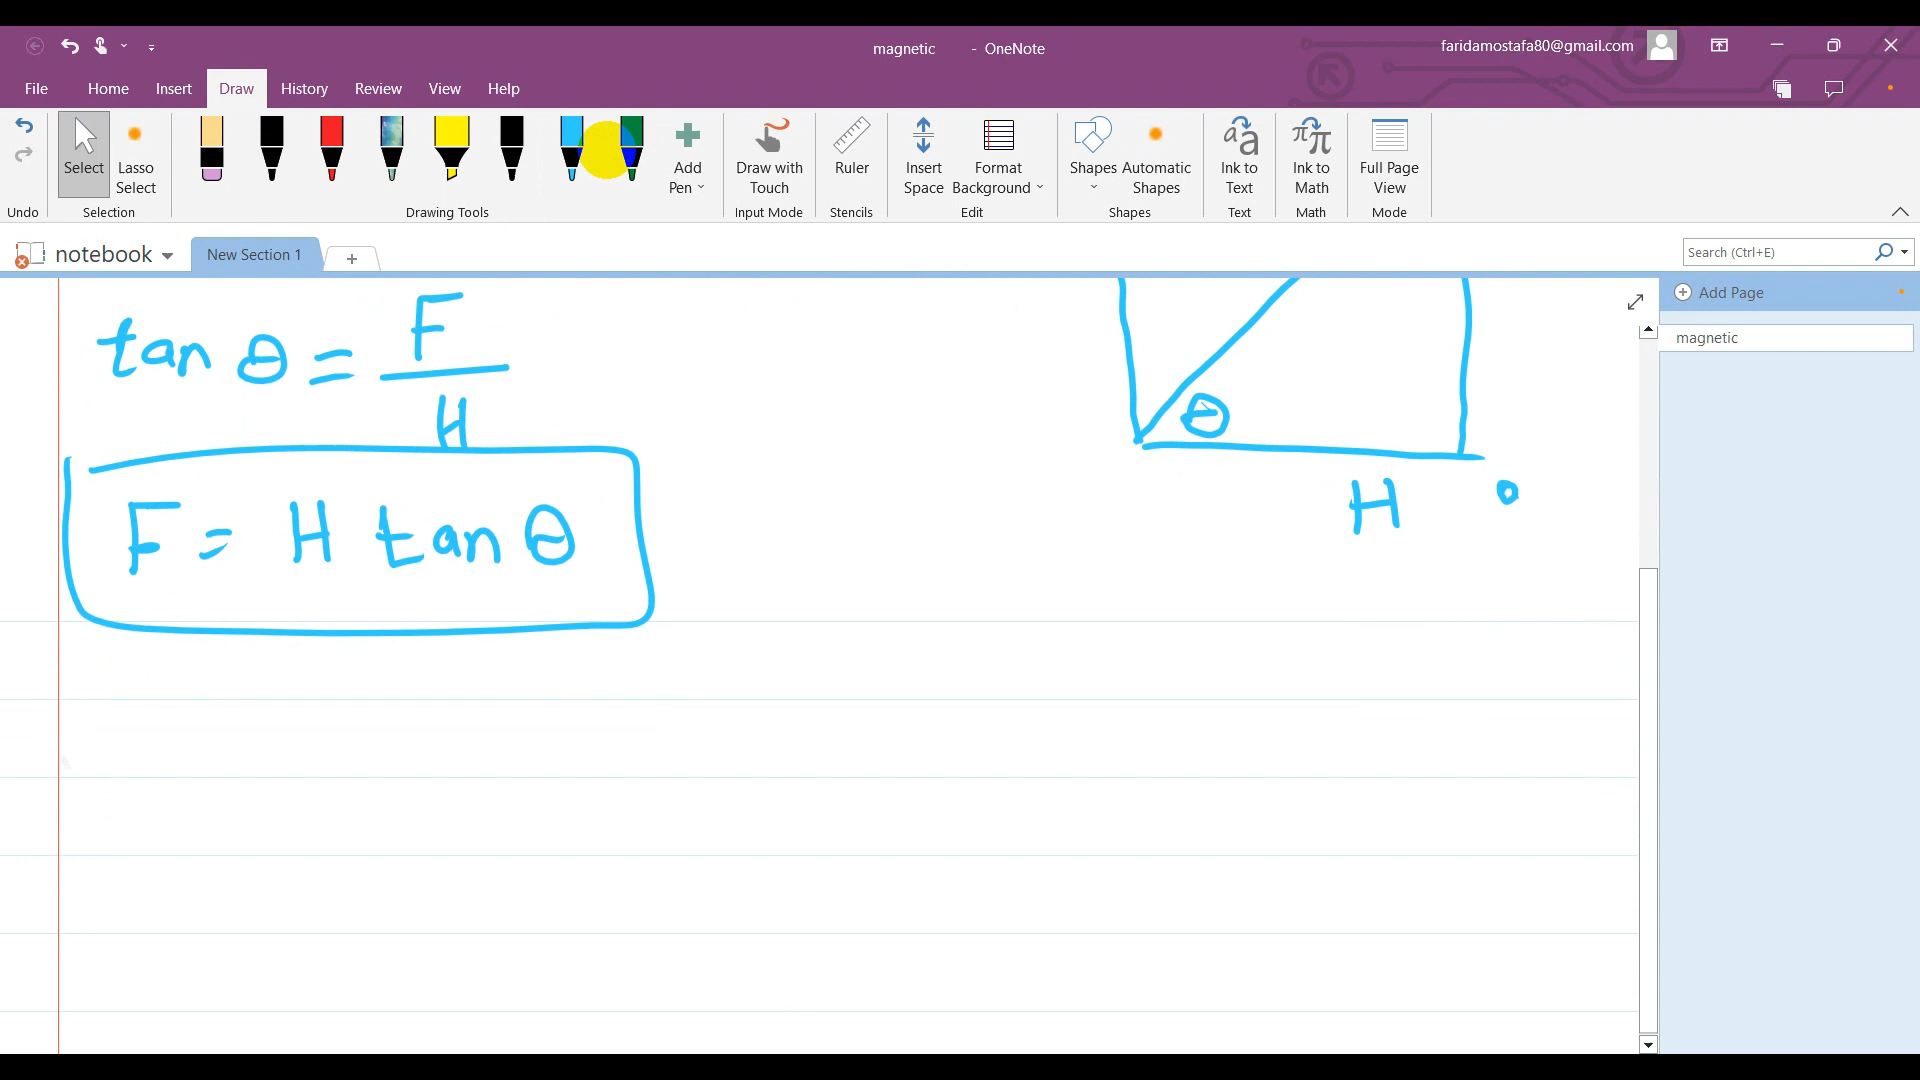 magnetic - OneNote
faridamostafa80@gmail.com
File Home Insert Draw History Review View Help
Select
Lasso Select
Add Pen
Draw with Touch
Ruler
Insert Space
Format Background
Shapes
Automatic Shapes
Ink to Text
Ink to Math
Full Page View
Undo Selection Drawing Tools Input Mode Stencils Edit Shapes Text Math Mode
notebook
New Section 1
Search (Ctrl+E)
Add Page
magnetic
tan θ = F / H
F = H tan θ
θ
H